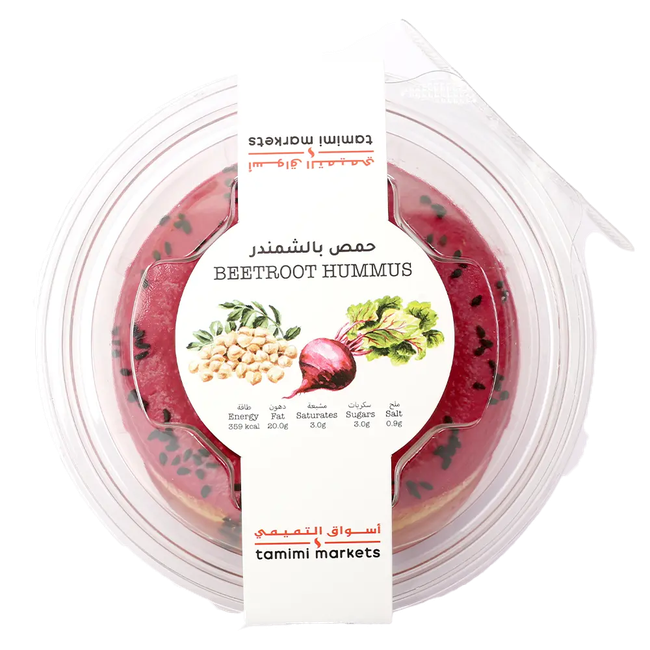 tamimi markets
أسواق التميمي
حمص بالشمندر
BEETROOT HUMMUS
طاقة دهون مشبعة سكريات ملح
Energy Fat Saturates Sugars Salt
359 kcal 20.0g 3.0g 3.0g 0.9g
أسواق التميمي
tamimi markets